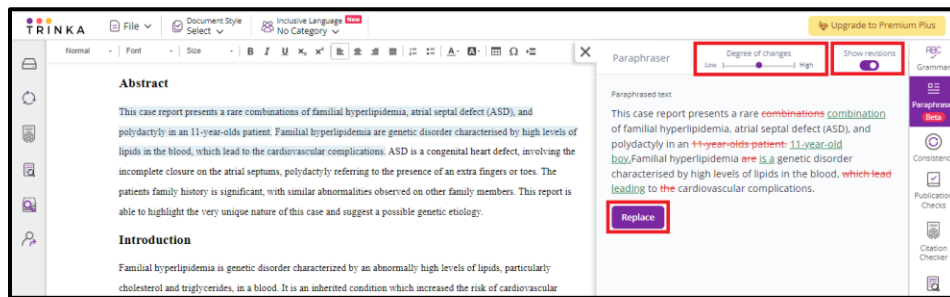 TRINKA
File
Document Style
Select
Inclusive Language New
No Category
Upgrade to Premium Plus
Normal Font Size B I U x₂ x² A A Ω
Abstract
This case report presents a rare combinations of familial hyperlipidemia, atrial septal defect (ASD), and
polydactyly in an 11-year-olds patient. Familial hyperlipidemia are genetic disorder characterised by high levels of
lipids in the blood, which lead to the cardiovascular complications. ASD is a congenital heart defect, involving the
incomplete closure on the atrial septums, polydactyly referring to the presence of an extra fingers or toes. The
patients family history is significant, with similar abnormalities observed on other family members. This report is
able to highlight the very unique nature of this case and suggest a possible genetic etiology.
Introduction
Familial hyperlipidemia is genetic disorder characterized by an abnormally high levels of lipids, particularly
cholesterol and triglycerides, in a blood. It is an inherited condition which increased the risk of cardiovascular
Paraphraser
Degree of changes
Low High
Show revisions
Paraphrased text
This case report presents a rare combinations combination
of familial hyperlipidemia, atrial septal defect (ASD), and
polydactyly in an 11-year-olds patient. 11-year-old
boy.Familial hyperlipidemia are is a genetic disorder
characterised by high levels of lipids in the blood, which lead
leading to the cardiovascular complications.
Replace
ABC
Grammar
Paraphrase
Beta
Consistenc
Publication
Checks
Citation
Checker